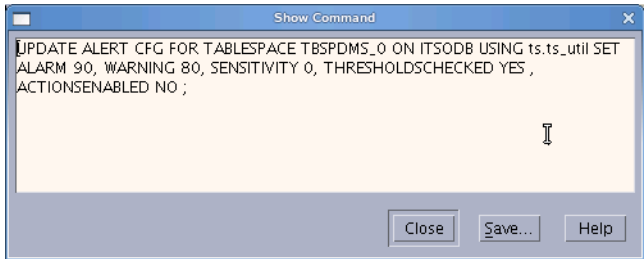 Show Command
UPDATE ALERT CFG FOR TABLESPACE TBSPDMS_0 ON ITSODB USING ts.ts_util SET
ALARM 90, WARNING 80, SENSITIVITY 0, THRESHOLDSCHECKED YES ,
ACTIONSENABLED NO ;
Close Save... Help